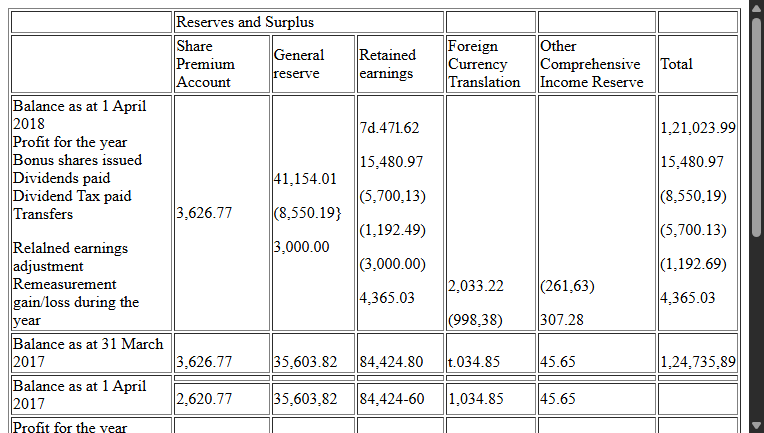 Reserves and Surplus
Share Premium Account General reserve Retained earnings Foreign Currency Translation Other Comprehensive Income Reserve Total
Balance as at 1 April
2018
Profit for the year
Bonus shares issued
Dividends paid
Dividend Tax paid
Transfers
Relalned earnings
adjustment
Remeasurement
gain/loss during the
year
3,626.77
41,154.01
(8,550.19}
3,000.00
7d.471.62
15,480.97
(5,700,13)
(1,192.49)
(3,000.00)
4,365.03
2,033.22
(998,38)
(261,63)
307.28
1,21,023.99
15,480.97
(8,550,19)
(5,700.13)
(1,192.69)
4,365.03
Balance as at 31 March
2017
3,626.77 35,603.82 84,424.80 t.034.85 45.65 1,24,735,89
Balance as at 1 April
2017
2,620.77 35,603,82 84,424-60 1,034.85 45.65
Profit for the year